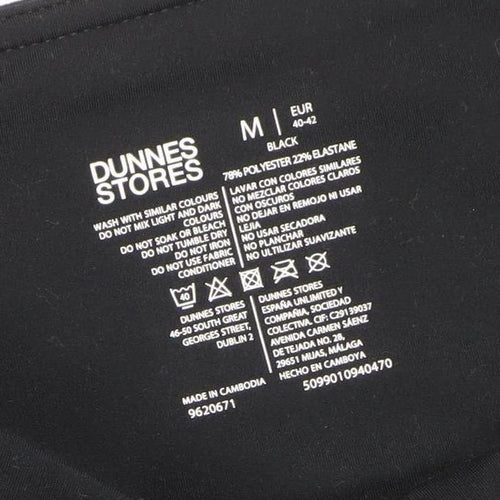 DUNNES
STORES
M | EUR
40-42
BLACK
78% POLYESTER 22% ELASTANE
WASH WITH SIMILAR COLOURS
DO NOT MIX LIGHT AND DARK
COLOURS
DO NOT SOAK OR BLEACH
DO NOT TUMBLE DRY
DO NOT IRON
DO NOT USE FABRIC
CONDITIONER
LAVAR CON COLORES SIMILARES
NO MEZCLAR COLORES CLAROS
CON OSCUROS
NO DEJAR EN REMOJO NI USAR
LEJIA
NO USAR SECADORA
NO PLANCHAR
NO ULTILIZAR SUAVIZANTE
40
DUNNES STORES
46-50 SOUTH GREAT
GEORGES STREET,
DUBLIN 2
DUNNES STORES
ESPAÑA UNLIMITED Y
COMPAÑIA, SOCIEDAD
COLECTIVA, CIF: C29139037
AVENIDA CARMEN SÁENZ
DE TEJADA NO. 28,
29651 MIJAS, MÁLAGA
HECHO EN CAMBOYA
MADE IN CAMBODIA
9620671
5099010940470